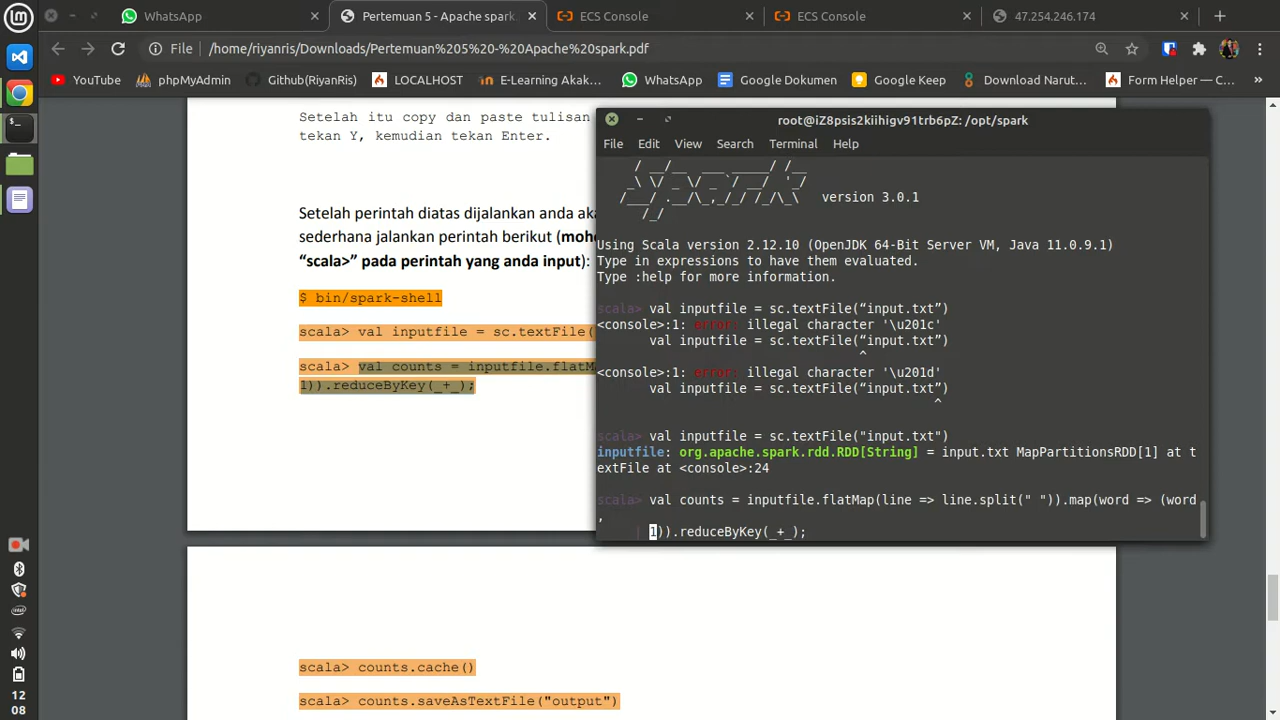 WhatsApp
Pertemuan 5 - Apache spark.
ECS Console
ECS Console
47.254.246.174
File
/home/riyanris/Downloads/Pertemuan%205%20-%20Apache%20spark.pdf
YouTube
phpMyAdmin
Github(RiyanRis)
LOCALHOST
E-Learning Akak…
WhatsApp
Google Dokumen
Google Keep
Download Narut…
Form Helper — C…
»
Setelah itu copy dan paste tulisan
tekan Y, kemudian tekan Enter.
Setelah perintah diatas dijalankan anda aka
sederhana jalankan perintah berikut (moho
“scala>” pada perintah yang anda input):
$ bin/spark-shell
scala> val inputfile = sc.textFile(
scala> val counts = inputfile.flatM
1)).reduceByKey(_+_);
scala> counts.cache()
scala> counts.saveAsTextFile("output")
root@iZ8psis2kiihigv91trb6pZ: /opt/spark
File Edit View Search Terminal Help
/ __/__ ___ _____/ /__
_\ \/ _ \/ _ `/ __/ '_/
/___/ .__/\_,_/_/ /_/\_\ version 3.0.1
/_/
Using Scala version 2.12.10 (OpenJDK 64-Bit Server VM, Java 11.0.9.1)
Type in expressions to have them evaluated.
Type :help for more information.
scala> val inputfile = sc.textFile(“input.txt”)
<console>:1: error: illegal character '\u201c'
val inputfile = sc.textFile(“input.txt”)
^
<console>:1: error: illegal character '\u201d'
val inputfile = sc.textFile(“input.txt”)
^
scala> val inputfile = sc.textFile("input.txt")
inputfile: org.apache.spark.rdd.RDD[String] = input.txt MapPartitionsRDD[1] at t
extFile at <console>:24
scala> val counts = inputfile.flatMap(line => line.split(" ")).map(word => (word
,
| 1)).reduceByKey(_+_);
12
08